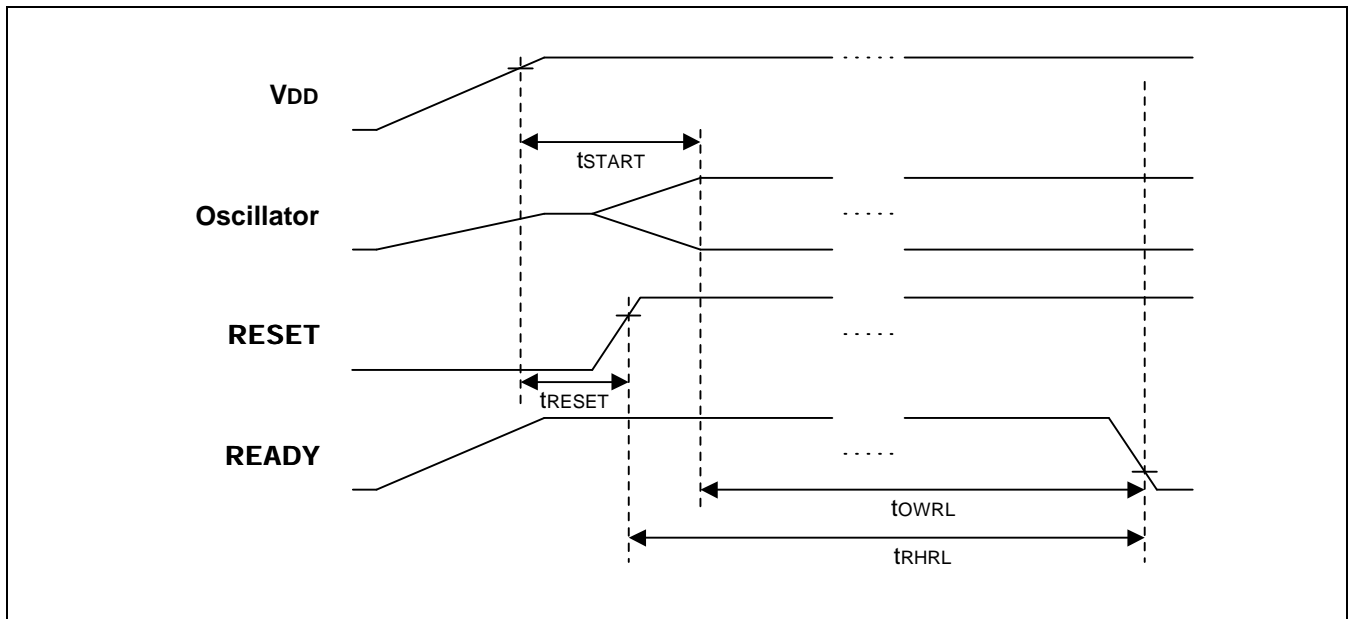 VDD
tSTART
Oscillator
RESET
tRESET
READY
tOWRL
tRHRL